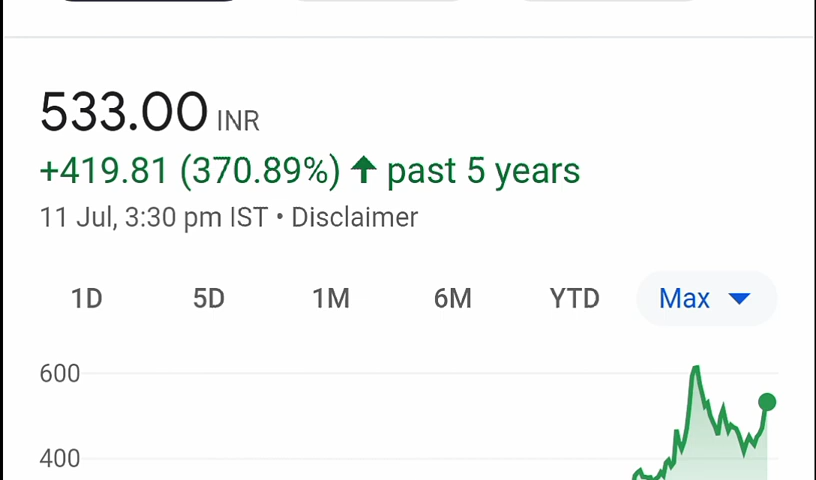 533.00 INR
+419.81 (370.89%) ↑ past 5 years
11 Jul, 3:30 pm IST • Disclaimer
1D 5D 1M 6M YTD Max
600
400